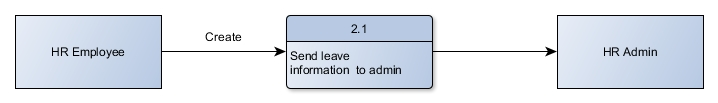 HR Employee
Create
2.1
Send leave
information to admin
HR Admin